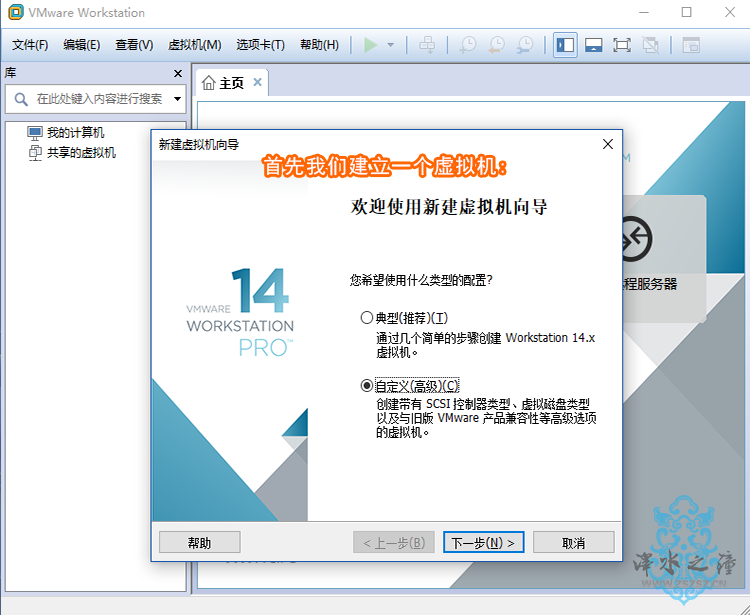 VMware Workstation
文件(F) 编辑(E) 查看(V) 虚拟机(M) 选项卡(T) 帮助(H)
库
主页
在此处键入内容进行搜索
我的计算机
共享的虚拟机
新建虚拟机向导
首先我们建立一个虚拟机:
欢迎使用新建虚拟机向导
VMWARE 14
WORKSTATION
PRO™
您希望使用什么类型的配置?
典型(推荐)(T)
通过几个简单的步骤创建 Workstation 14.x
虚拟机。
自定义(高级)(C)
创建带有 SCSI 控制器类型、虚拟磁盘类型
以及与旧版 VMware 产品兼容性等高级选项
的虚拟机。
程服务器
帮助
< 上一步(B)
下一步(N) >
取消
泽水之潼